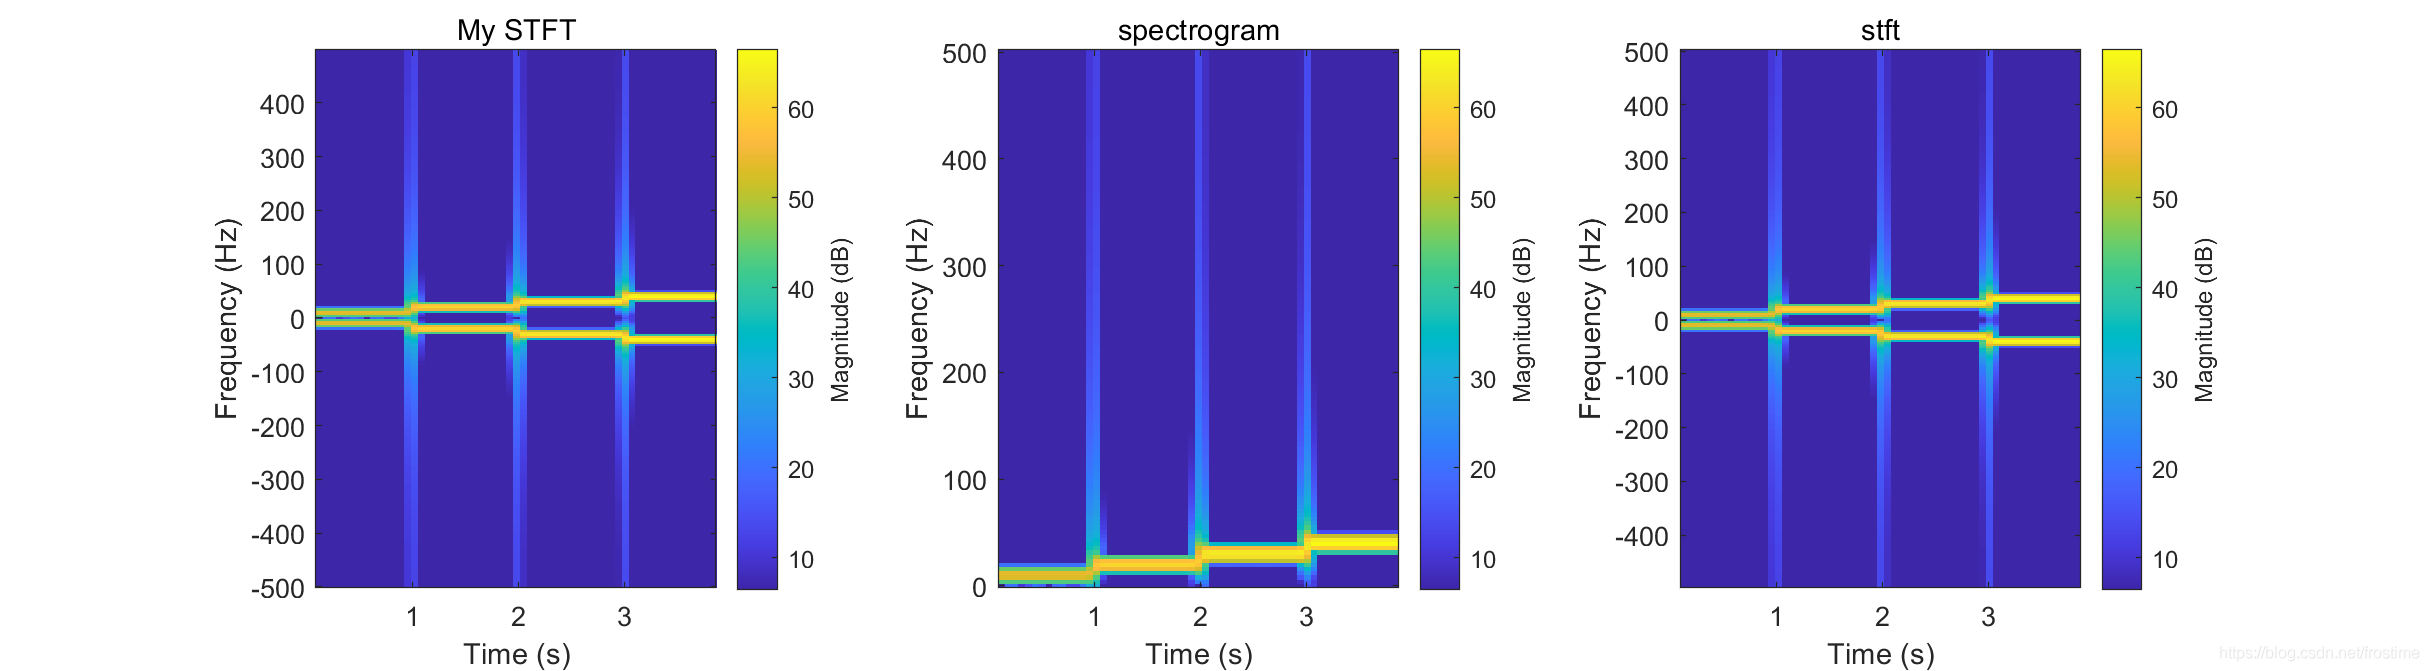 My STFT
400
300
200
100
0
-100
-200
-300
-400
-500
Frequency (Hz)
1 2 3
Time (s)
60
50
40
30
20
10
Magnitude (dB)
spectrogram
500
400
300
200
100
0
Frequency (Hz)
1 2 3
Time (s)
60
50
40
30
20
10
Magnitude (dB)
stft
500
400
300
200
100
0
-100
-200
-300
-400
Frequency (Hz)
1 2 3
Time (s)
60
50
40
30
20
10
Magnitude (dB)
https://blog.csdn.net/frostime